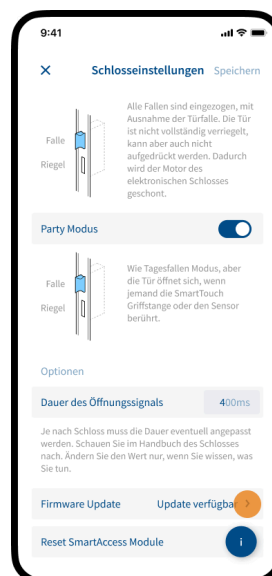 9:41
Schlosseinstellungen Speichern
Alle Fallen sind eingezogen, mit
Ausnahme der Türfalle. Die Tür
ist nicht vollständig verriegelt,
kann aber auch nicht
aufgedrückt werden. Dadurch
wird der Motor des
elektronischen Schlosses
geschont.
Falle
Riegel
Party Modus
Wie Tagesfallen Modus, aber
die Tür öffnet sich, wenn
jemand die SmartTouch
Griffstange oder den Sensor
berührt.
Falle
Riegel
Optionen
Dauer des Öffnungssignals 400ms
Je nach Schloss muss die Dauer eventuell angepasst
werden. Schauen Sie im Handbuch des Schlosses
nach. Ändern Sie den Wert nur, wenn Sie wissen, was
Sie tun.
Firmware Update Update verfügbar
Reset SmartAccess Module i